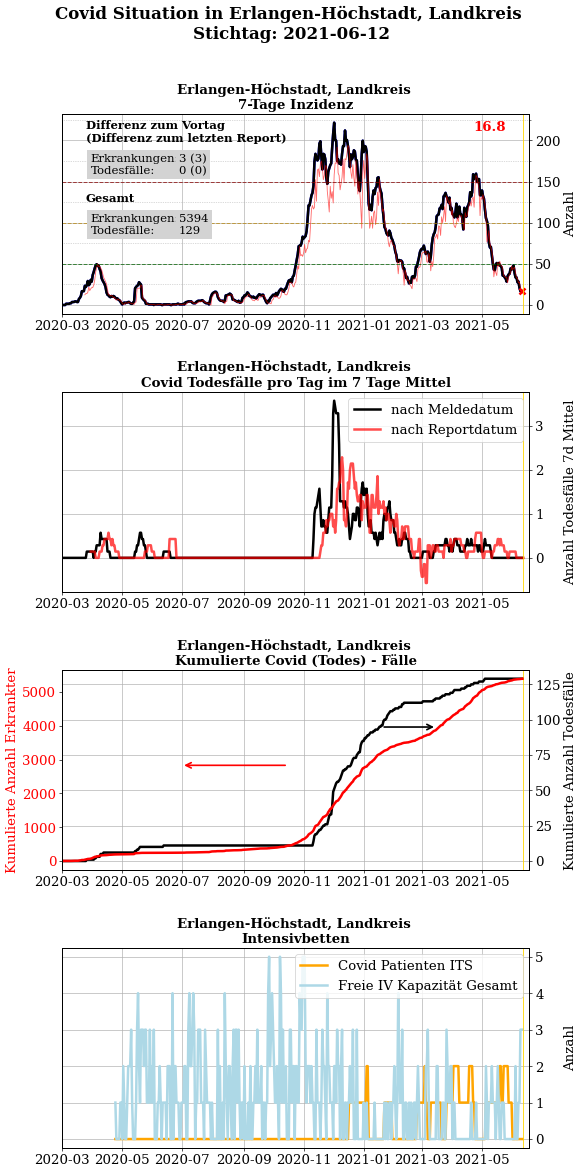 Covid Situation in Erlangen-Höchstadt, Landkreis
Stichtag: 2021-06-12
Erlangen-Höchstadt, Landkreis
7-Tage Inzidenz
Differenz zum Vortag
(Differenz zum letzten Report)
Erkrankungen 3 (3)
Todesfälle: 0 (0)
Gesamt
Erkrankungen 5394
Todesfälle: 129
16.8
200
150
100
50
0
Anzahl
2020-03 2020-05 2020-07 2020-09 2020-11 2021-01 2021-03 2021-05
Erlangen-Höchstadt, Landkreis
Covid Todesfälle pro Tag im 7 Tage Mittel
nach Meldedatum
nach Reportdatum
3
2
1
0
Anzahl Todesfälle 7d Mittel
2020-03 2020-05 2020-07 2020-09 2020-11 2021-01 2021-03 2021-05
Erlangen-Höchstadt, Landkreis
Kumulierte Covid (Todes) - Fälle
Kumulierte Anzahl Erkrankter
5000
4000
3000
2000
1000
0
125
100
75
50
25
0
Kumulierte Anzahl Todesfälle
2020-03 2020-05 2020-07 2020-09 2020-11 2021-01 2021-03 2021-05
Erlangen-Höchstadt, Landkreis
Intensivbetten
Covid Patienten ITS
Freie IV Kapazität Gesamt
5
4
3
2
1
0
Anzahl
2020-03 2020-05 2020-07 2020-09 2020-11 2021-01 2021-03 2021-05